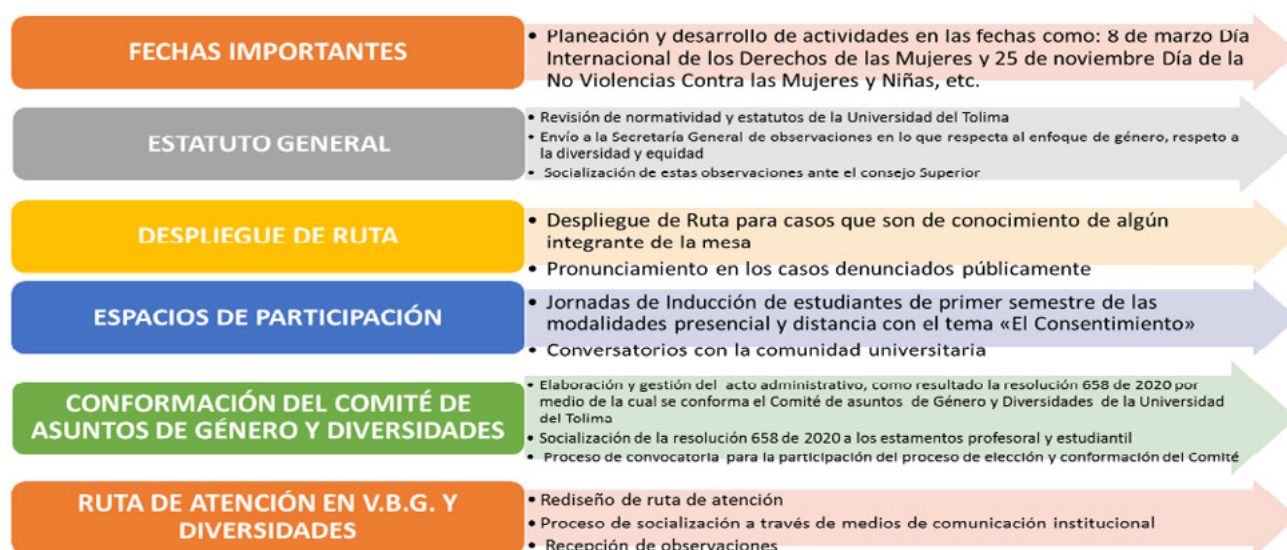 FECHAS IMPORTANTES
• Planeación y desarrollo de actividades en las fechas como: 8 de marzo Día
Internacional de los Derechos de las Mujeres y 25 de noviembre Día de la
No Violencias Contra las Mujeres y Niñas, etc.
ESTATUTO GENERAL
• Revisión de normatividad y estatutos de la Universidad del Tolima
• Envío a la Secretaría General de observaciones en lo que respecta al enfoque de género, respeto a
la diversidad y equidad
• Socialización de estas observaciones ante el consejo Superior
DESPLIEGUE DE RUTA
• Despliegue de Ruta para casos que son de conocimiento de algún
integrante de la mesa
• Pronunciamiento en los casos denunciados públicamente
ESPACIOS DE PARTICIPACIÓN
• Jornadas de Inducción de estudiantes de primer semestre de las
modalidades presencial y distancia con el tema «El Consentimiento»
• Conversatorios con la comunidad universitaria
CONFORMACIÓN DEL COMITÉ DE
ASUNTOS DE GÉNERO Y DIVERSIDADES
• Elaboración y gestión del acto administrativo, como resultado la resolución 658 de 2020 por
medio de la cual se conforma el Comité de asuntos de Género y Diversidades de la Universidad
del Tolima
• Socialización de la resolución 658 de 2020 a los estamentos profesoral y estudiantil
• Proceso de convocatoria para la participación del proceso de elección y conformación del Comité
RUTA DE ATENCIÓN EN V.B.G. Y
DIVERSIDADES
• Rediseño de ruta de atención
• Proceso de socialización a través de medios de comunicación institucional
• Recepción de observaciones